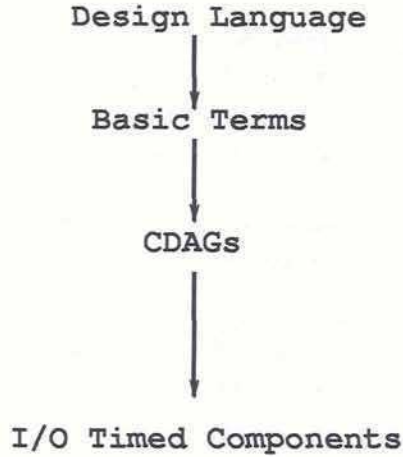 Design Language
Basic Terms
CDAGs
I/O Timed Components